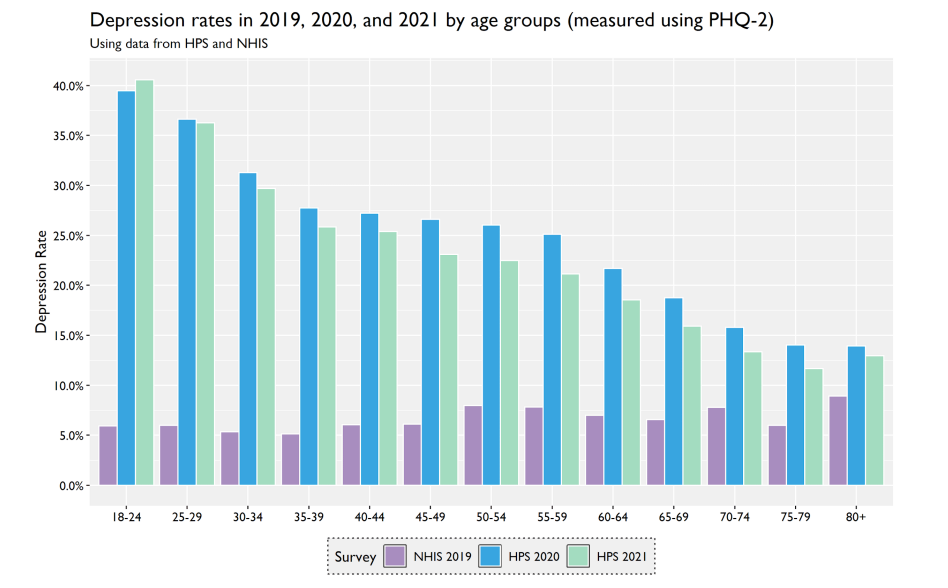 Depression rates in 2019, 2020, and 2021 by age groups (measured using PHQ-2)
Using data from HPS and NHIS
Depression Rate
40.0%
35.0%
30.0%
25.0%
20.0%
15.0%
10.0%
5.0%
0.0%
18-24 25-29 30-34 35-39 40-44 45-49 50-54 55-59 60-64 65-69 70-74 75-79 80+
Survey NHIS 2019 HPS 2020 HPS 2021